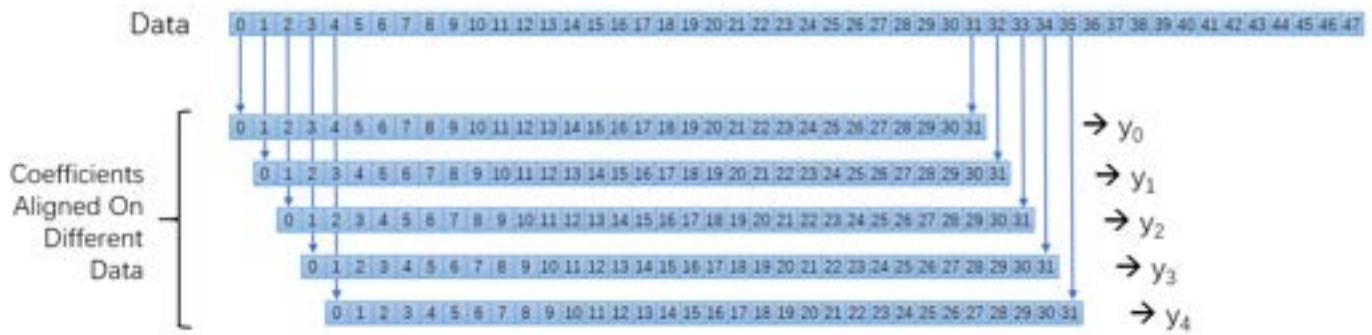 Data 0 1 2 3 4 5 6 7 8 9 10 11 12 13 14 15 16 17 18 19 20 21 22 23 24 25 26 27 28 29 30 31 32 33 34 35 36 37 38 39 40 41 42 43 44 45 46 47
0 1 2 3 4 5 6 7 8 9 10 11 12 13 14 15 16 17 18 19 20 21 22 23 24 25 26 27 28 29 30 31 → y₀
0 1 2 3 4 5 6 7 8 9 10 11 12 13 14 15 16 17 18 19 20 21 22 23 24 25 26 27 28 29 30 31 → y₁
0 1 2 3 4 5 6 7 8 9 10 11 12 13 14 15 16 17 18 19 20 21 22 23 24 25 26 27 28 29 30 31 → y₂
0 1 2 3 4 5 6 7 8 9 10 11 12 13 14 15 16 17 18 19 20 21 22 23 24 25 26 27 28 29 30 31 → y₃
0 1 2 3 4 5 6 7 8 9 10 11 12 13 14 15 16 17 18 19 20 21 22 23 24 25 26 27 28 29 30 31 → y₄
Coefficients
Aligned On
Different
Data